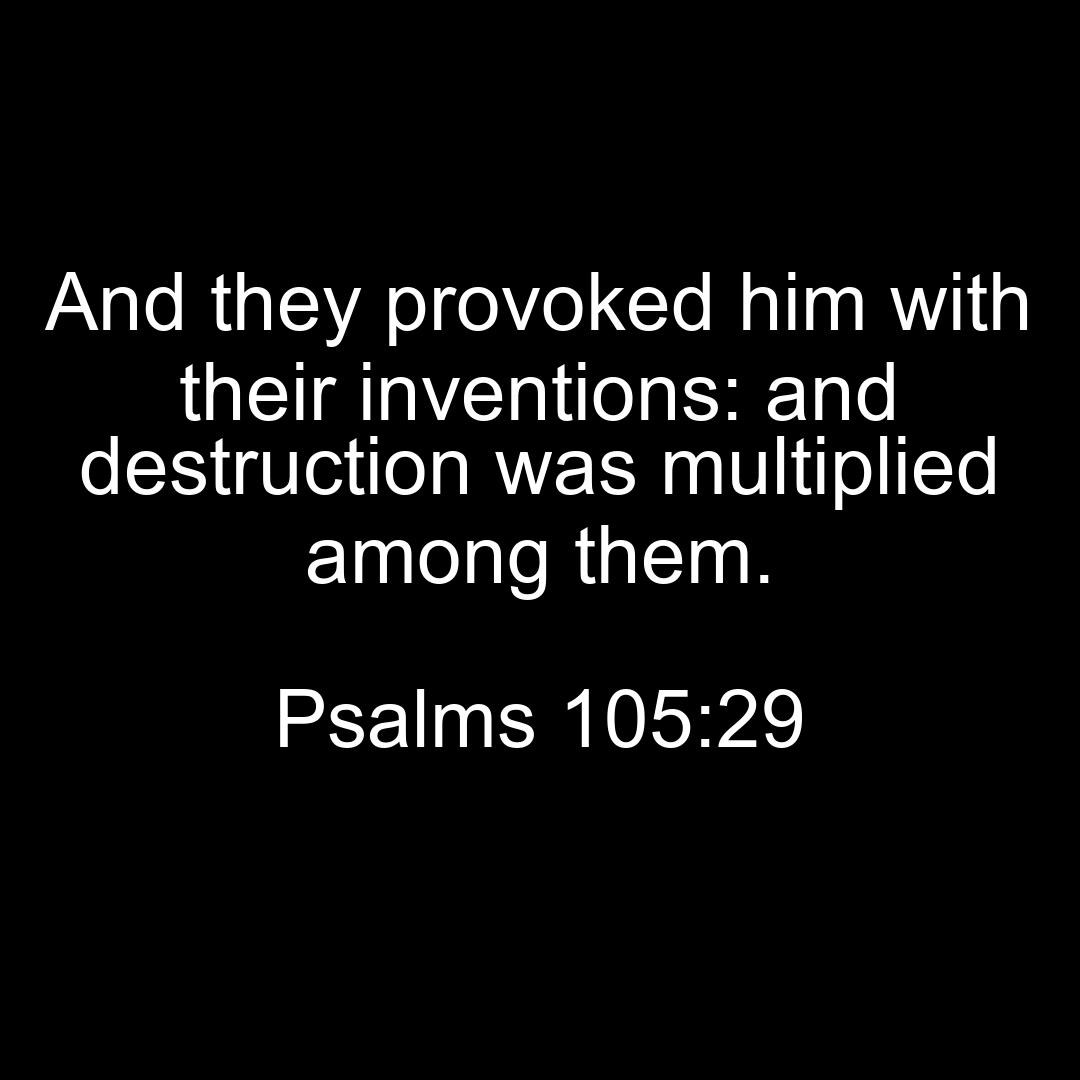 And they provoked him with
their inventions: and
destruction was multiplied
among them.
Psalms 105:29